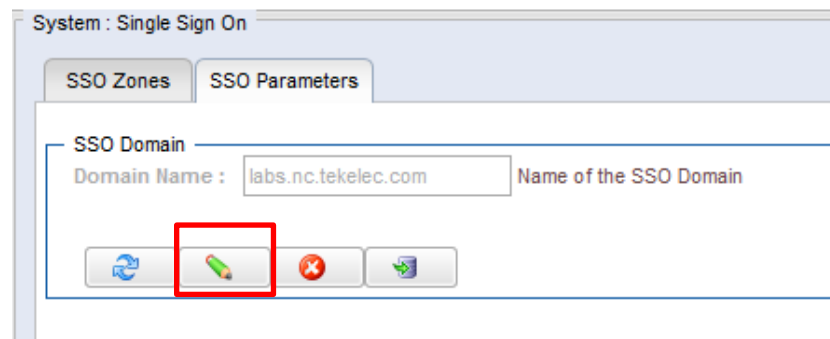 System : Single Sign On
SSO Zones SSO Parameters
SSO Domain
Domain Name : labs.nc.tekelec.com Name of the SSO Domain